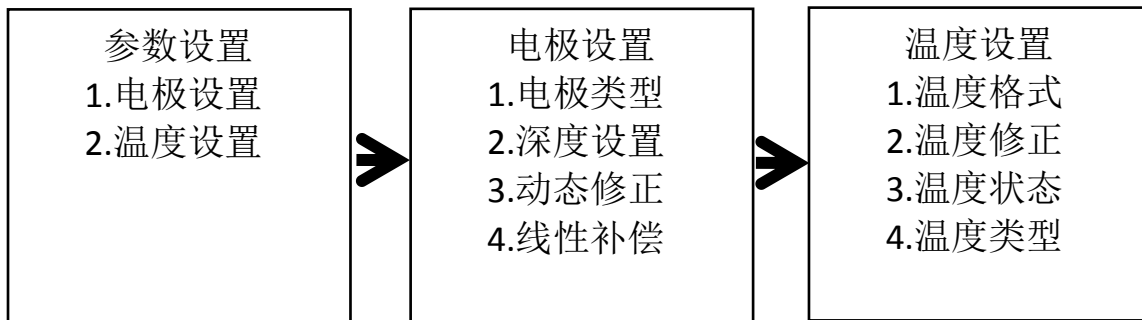 参数设置
1.电极设置
2.温度设置
电极设置
1.电极类型
2.深度设置
3.动态修正
4.线性补偿
温度设置
1.温度格式
2.温度修正
3.温度状态
4.温度类型